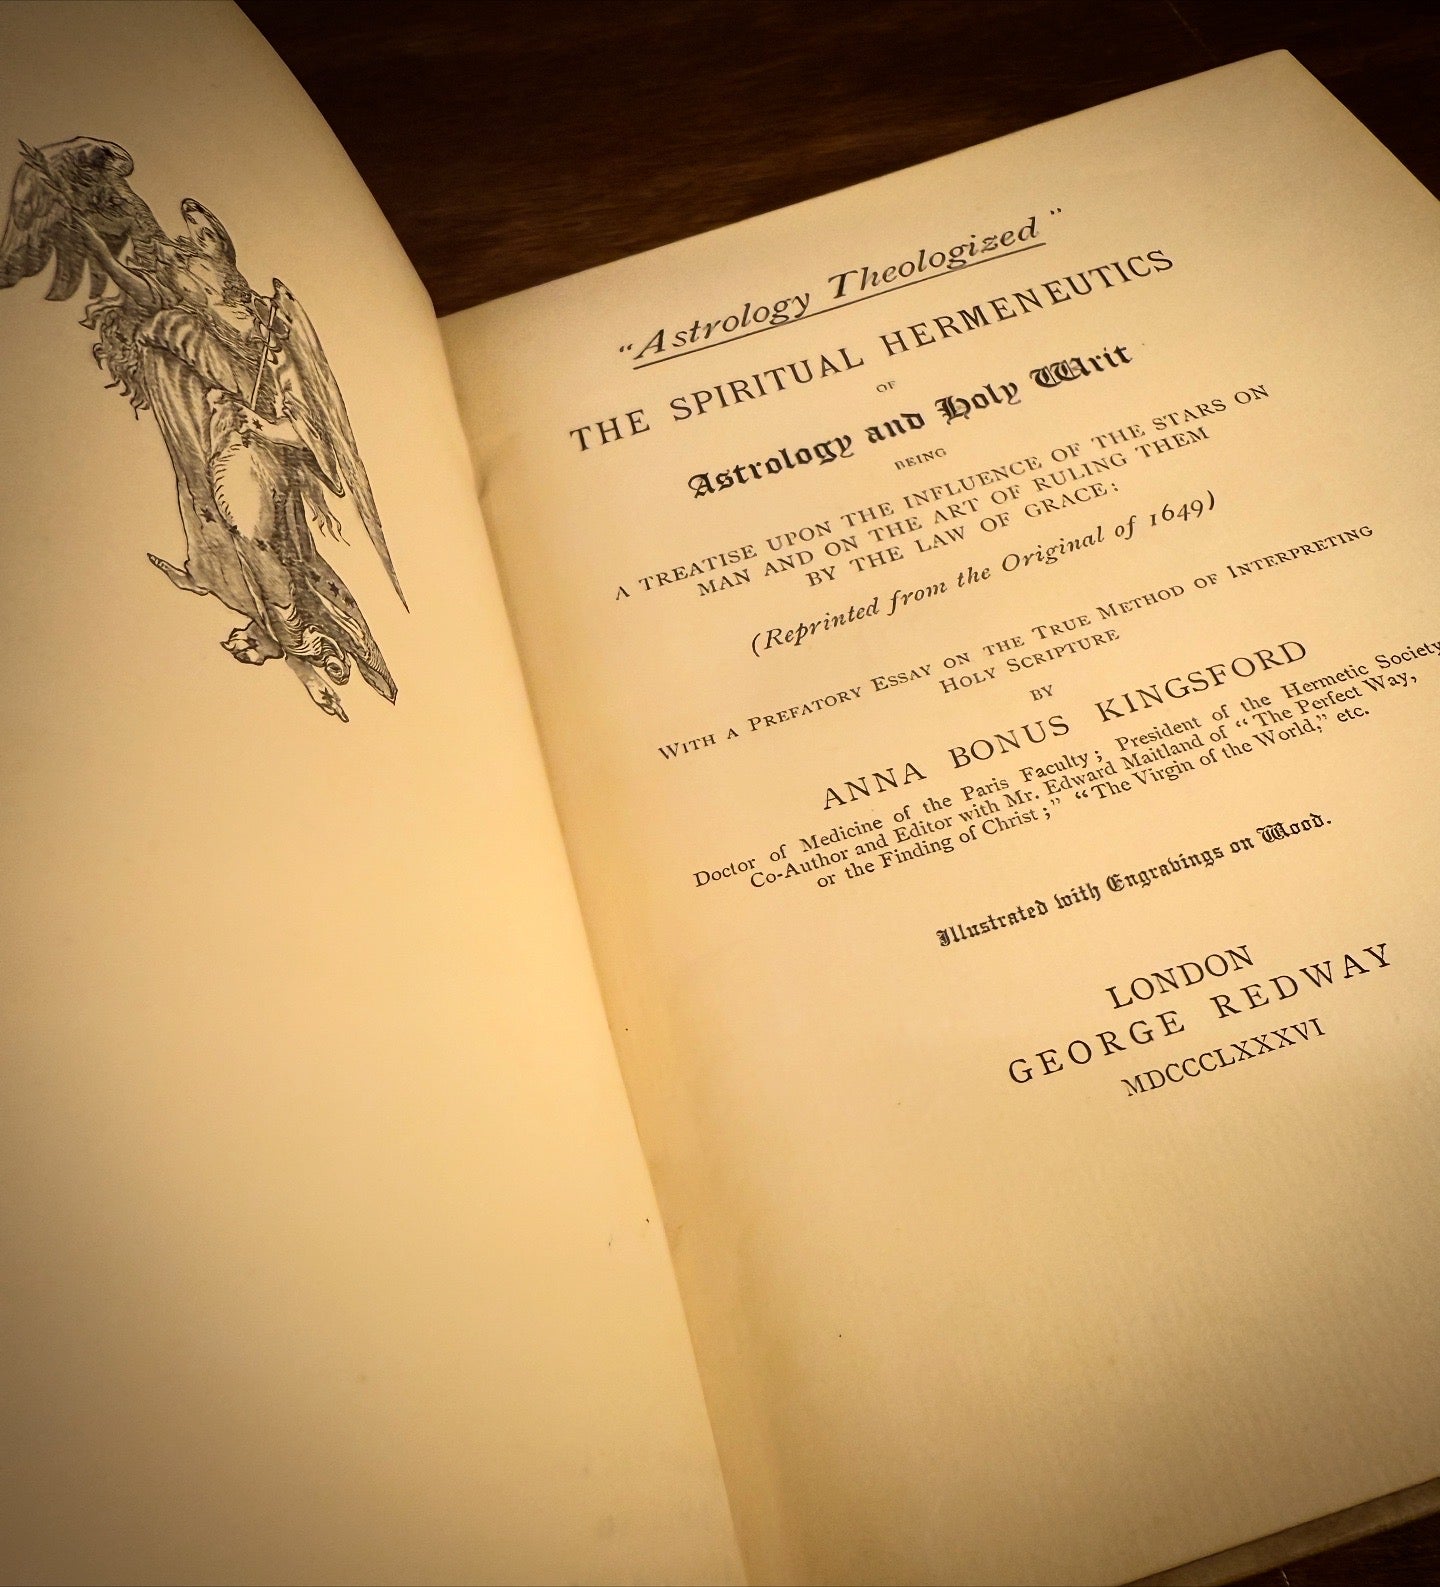 "Astrology Theologized"
THE SPIRITUAL HERMENEUTICS
OF
Astrology and Holy Writ
BEING
A TREATISE UPON THE INFLUENCE OF THE STARS ON
MAN AND ON THE ART OF RULING THEM
BY THE LAW OF GRACE:
(Reprinted from the Original of 1649)
WITH A PREFATORY ESSAY ON THE TRUE METHOD OF INTERPRETING
HOLY SCRIPTURE
BY
ANNA BONUS KINGSFORD
Doctor of Medicine of the Paris Faculty; President of the Hermetic Society
Co-Author and Editor with Mr. Edward Maitland of "The Perfect Way,
or the Finding of Christ;" "The Virgin of the World," etc.
Illustrated with Engravings on Wood.
LONDON
GEORGE REDWAY
MDCCCLXXXVI